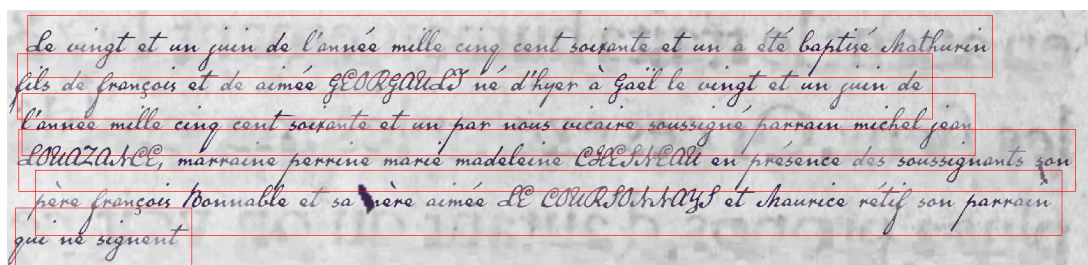 Le vingt et un juin de l'année mille cinq cent soixante et un a été baptisé Mathurin
fils de françois et de aimée GEORGAULT né d'hyer à Gaël le vingt et un juin de
l'année mille cinq cent soixante et un par nous vicaire soussigné parrain michel jean
LOUAZANCE, marraine perrine marie madeleine CHESNEAU en présence des soussignants son
père françois Bonnable et sa mère aimée LE COURSONNAYS et Maurice rétif son parrain
qui ne signent